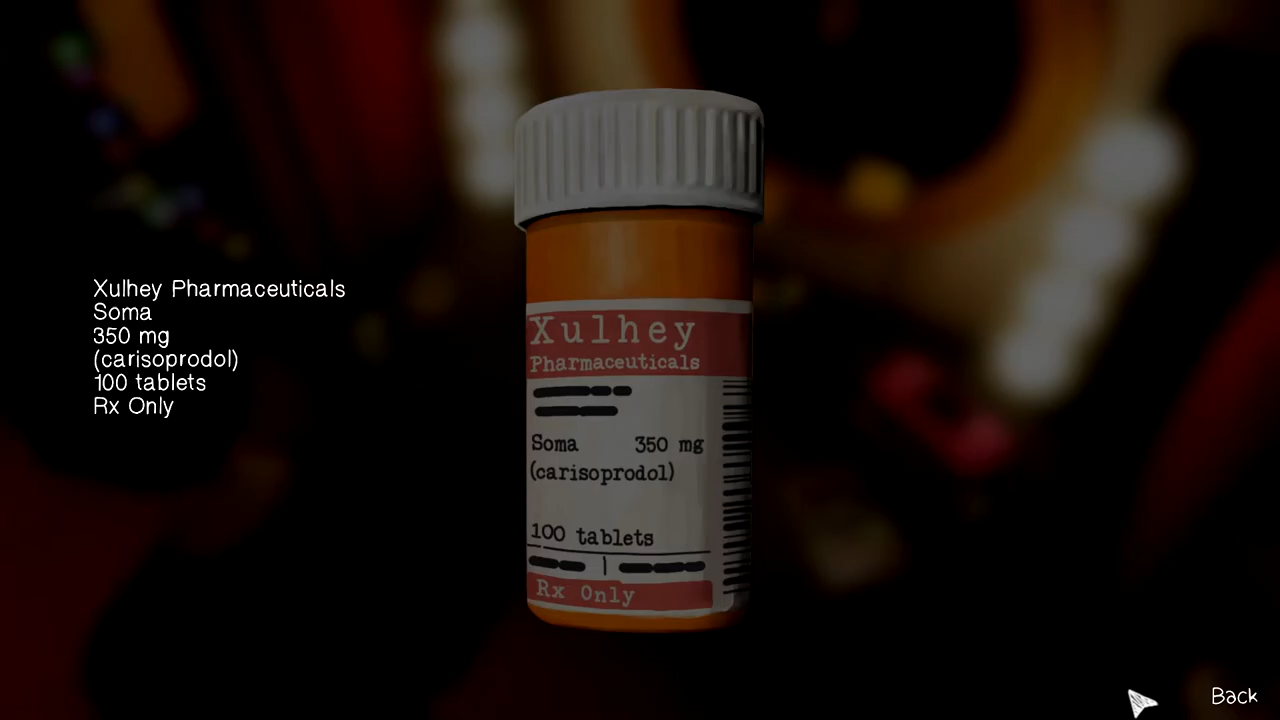 Xulhey Pharmaceuticals
Soma
350 mg
(carisoprodol)
100 tablets
Rx Only
Xulhey
Pharmaceuticals
Soma 350 mg
(carisoprodol)
100 tablets
Rx Only
Back